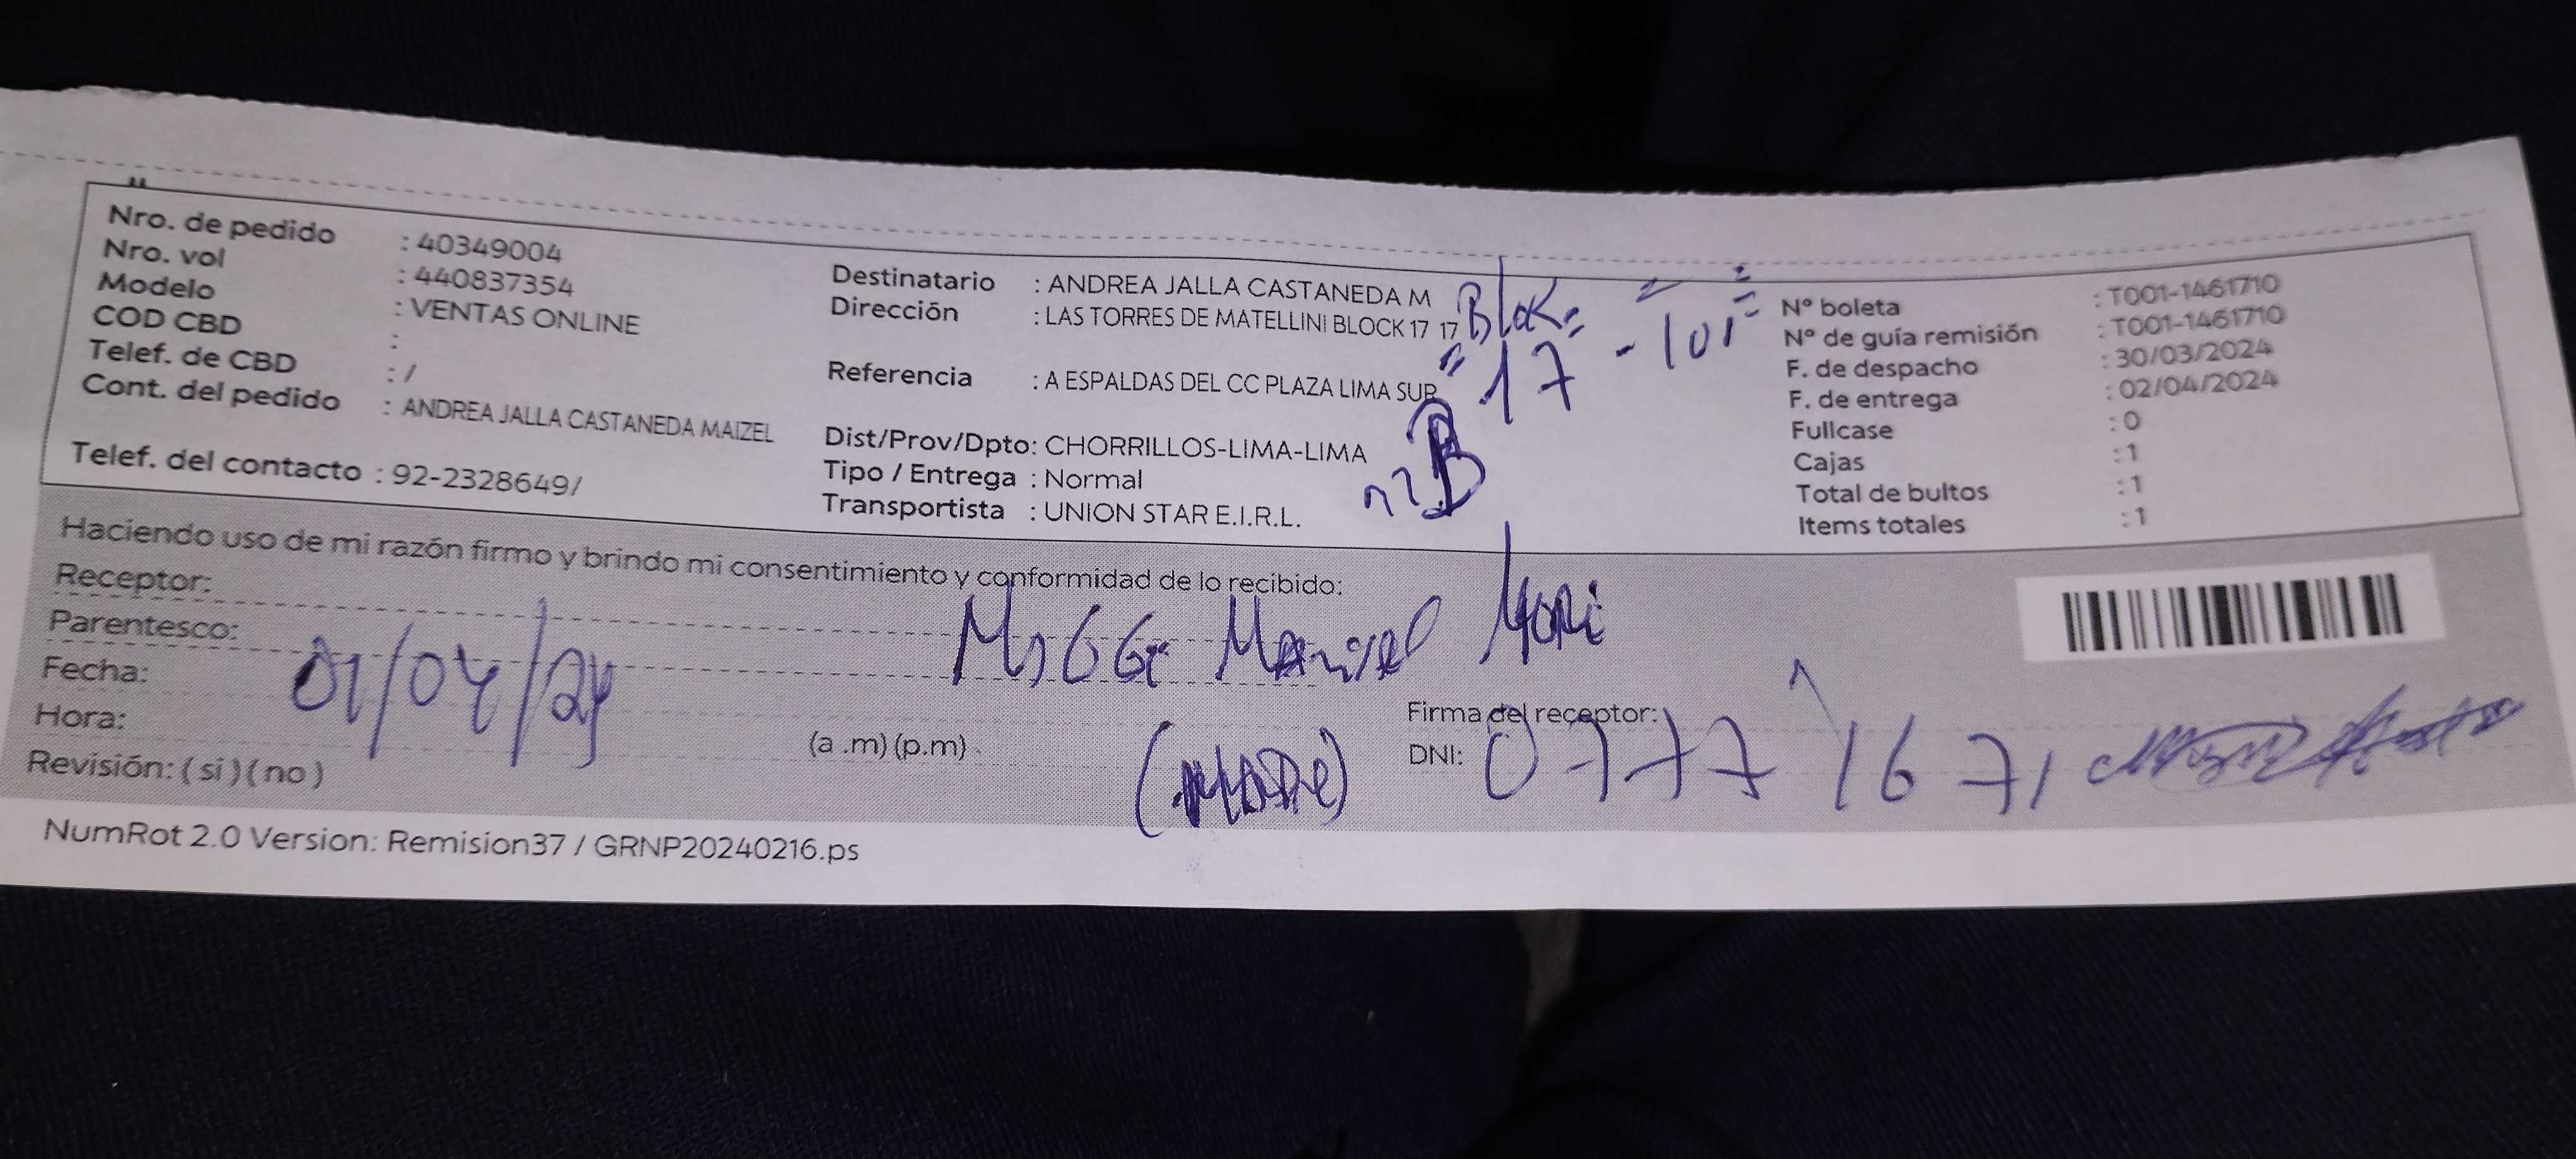 Nro. de pedido : 40349004
Nro. vol : 440837354
Modelo : VENTAS ONLINE
COD CBD :
Telef. de CBD : /
Cont. del pedido : ANDREA JALLA CASTANEDA MAIZEL
Telef. del contacto : 92-2328649/
Destinatario : ANDREA JALLA CASTANEDA M
Dirección : LAS TORRES DE MATELLINI BLOCK 17 17
Referencia : A ESPALDAS DEL CC PLAZA LIMA SUR
Dist/Prov/Dpto: CHORRILLOS-LIMA-LIMA
Tipo / Entrega : Normal
Transportista : UNION STAR E.I.R.L.
Blok
17 - 101
B
Nº boleta : T001-1461710
Nº de guía remisión : T001-1461710
F. de despacho : 30/03/2024
F. de entrega : 02/04/2024
Fullcase : 0
Cajas : 1
Total de bultos : 1
Items totales : 1
Haciendo uso de mi razón firmo y brindo mi consentimiento y conformidad de lo recibido:
Receptor:
Parentesco:
Fecha: 01/04/24
Hora: (a .m) (p.m)
Revisión: ( si ) ( no )
Firma del receptor:
DNI: 07771671
NumRot 2.0 Version: Remision37 / GRNP20240216.ps